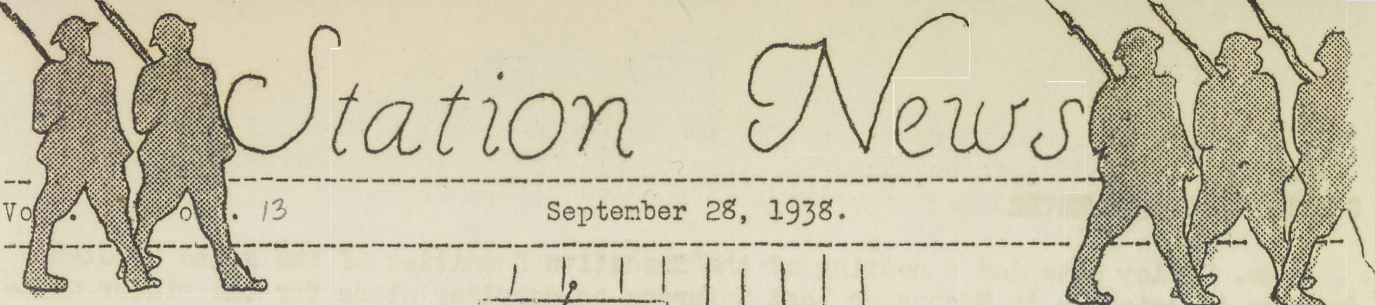 Station News
Vo . o . 13 September 28, 1938.